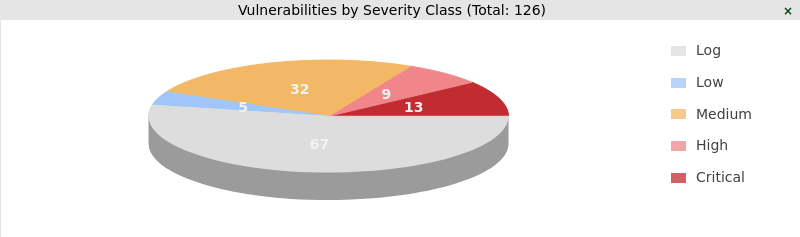 Vulnerabilities by Severity Class (Total: 126)
×
Log
Low
Medium
High
Critical
32
9
5
13
67